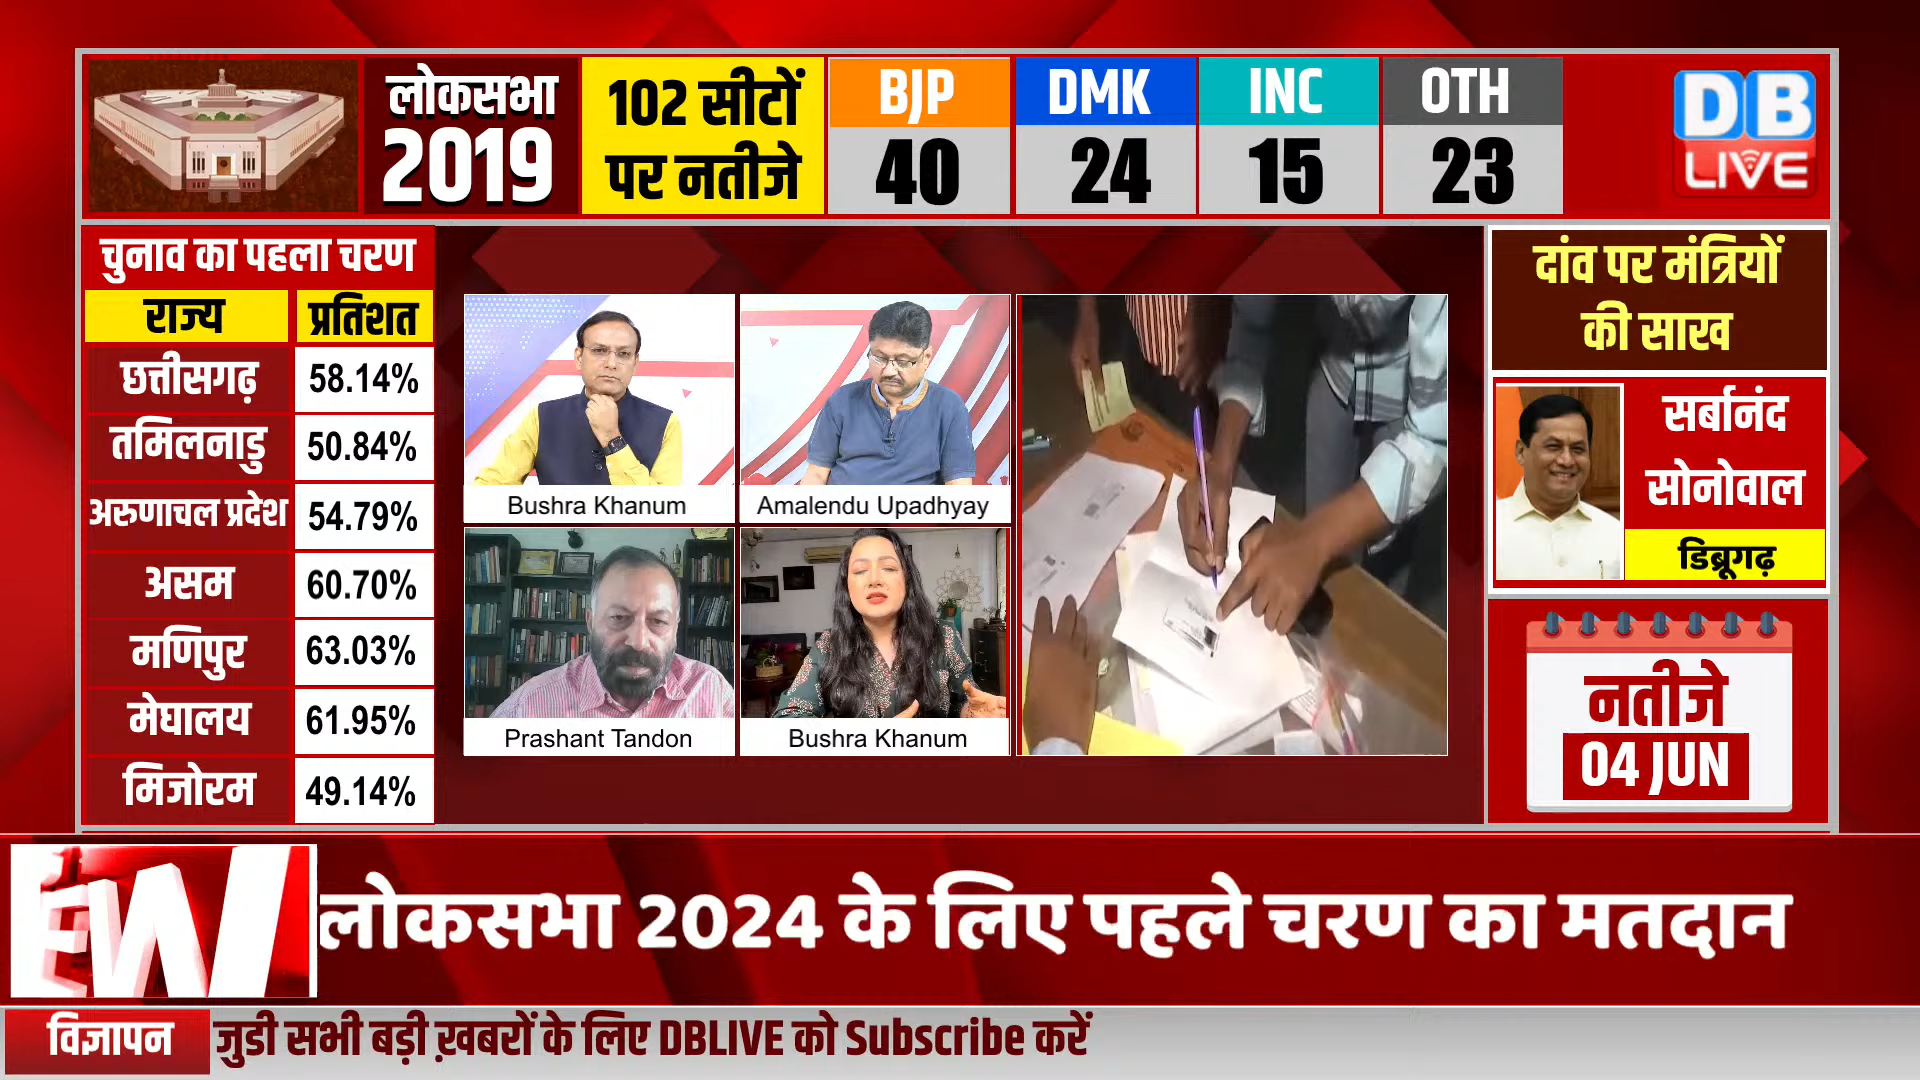 लोकसभा
2019
102 सीटों
पर नतीजे
BJP
40
DMK
24
INC
15
OTH
23
DB
LIVE
चुनाव का पहला चरण
राज्य प्रतिशत
छत्तीसगढ़ 58.14%
तमिलनाडु 50.84%
अरुणाचल प्रदेश 54.79%
असम 60.70%
मणिपुर 63.03%
मेघालय 61.95%
मिजोरम 49.14%
Bushra Khanum
Amalendu Upadhyay
Prashant Tandon
Bushra Khanum
दांव पर मंत्रियों
की साख
सर्बानंद
सोनोवाल
डिब्रूगढ़
नतीजे
04 JUN
लोकसभा 2024 के लिए पहले चरण का मतदान
विज्ञापन
जुडी सभी बड़ी ख़बरों के लिए DBLIVE को Subscribe करें